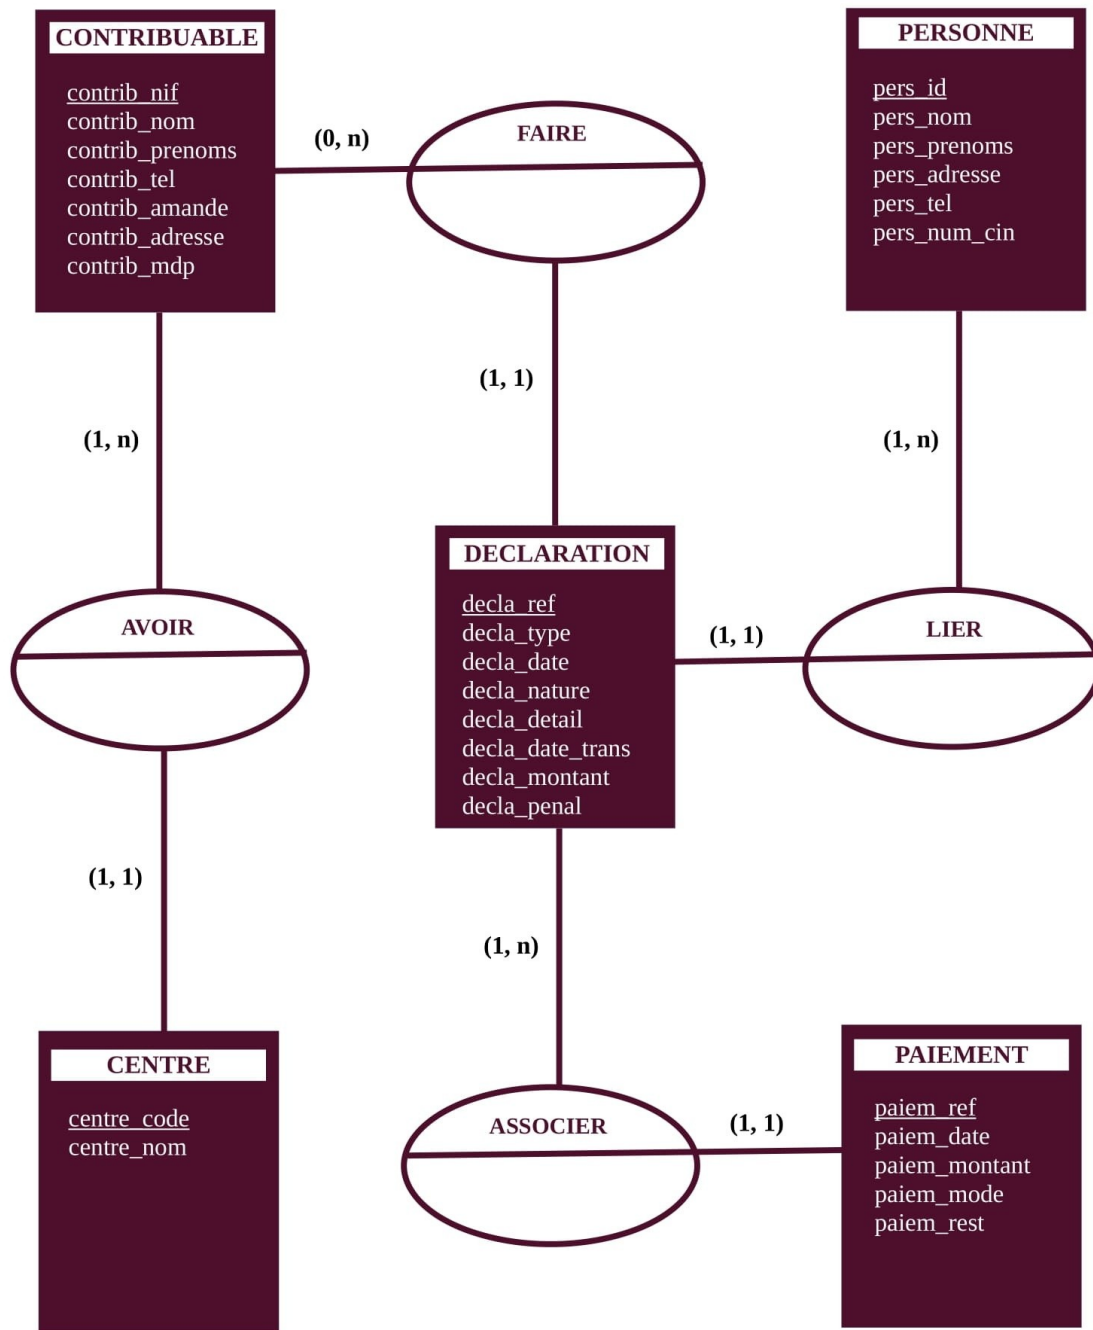 CONTRIBUABLE
contrib_nif
contrib_nom
contrib_prenoms
contrib_tel
contrib_amande
contrib_adresse
contrib_mdp
(0, n)
FAIRE
PERSONNE
pers_id
pers_nom
pers_prenoms
pers_adresse
pers_tel
pers_num_cin
(1, n)
(1, 1)
(1, n)
AVOIR
DECLARATION
decla_ref
decla_type
decla_date
decla_nature
decla_detail
decla_date_trans
decla_montant
decla_penal
(1, 1)
LIER
(1, 1)
(1, n)
CENTRE
centre_code
centre_nom
ASSOCIER
(1, 1)
PAIEMENT
paiem_ref
paiem_date
paiem_montant
paiem_mode
paiem_rest